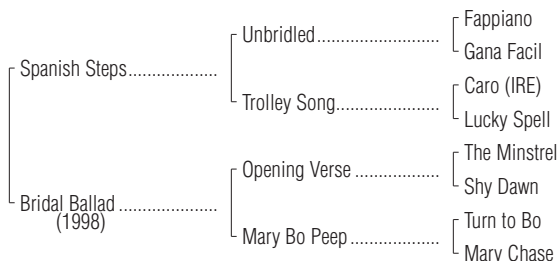 Unbridled..........................
Fappiano
Gana Facil
Spanish Steps...................
Trolley Song......................
Caro (IRE)
Lucky Spell
Opening Verse ..................
The Minstrel
Shy Dawn
Bridal Ballad .....................
(1998)
Mary Bo Peep....................
Turn to Bo
Mary Chase